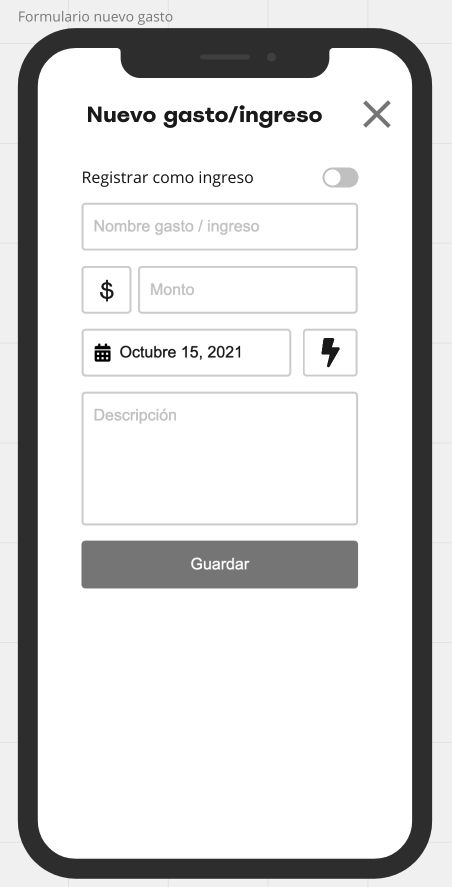 Formulario nuevo gasto
Nuevo gasto/ingreso
Registrar como ingreso
Nombre gasto / ingreso
$ Monto
Octubre 15, 2021
Descripción
Guardar